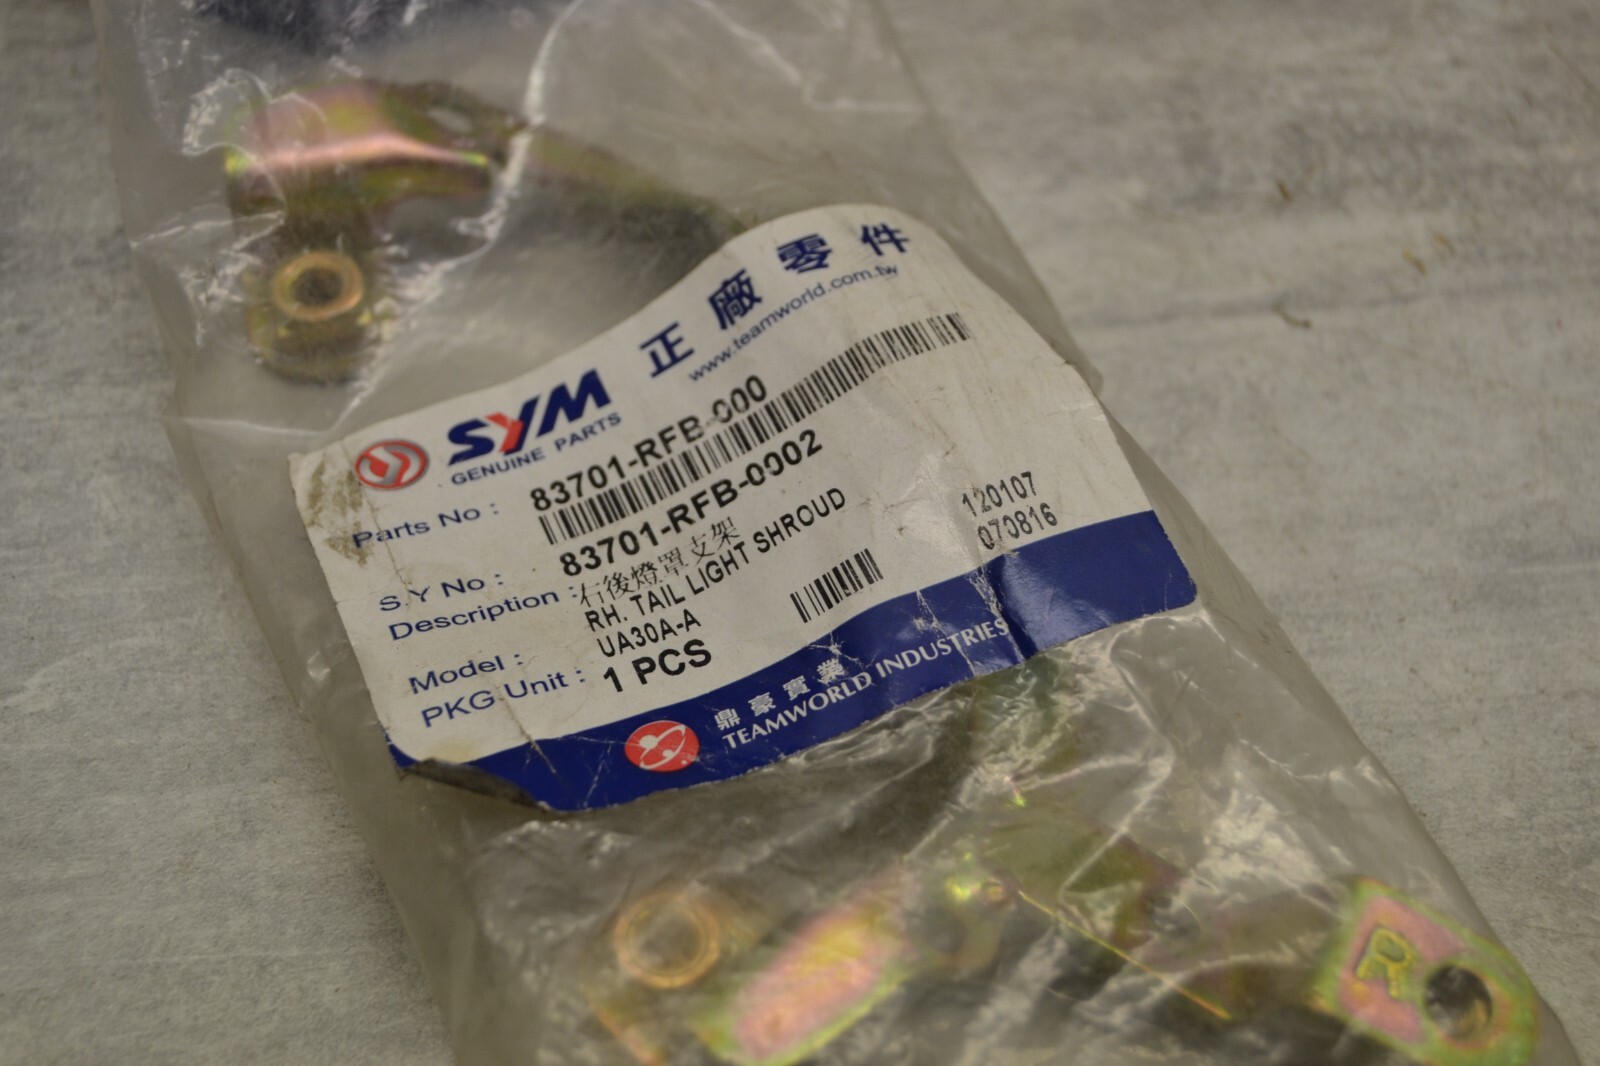 SYM 正廠零件
GENUINE PARTS www.teamworld.com.tw
Parts No : 83701-RFB-000
S.Y No : 83701-RFB-0002
Description : 右後燈罩支架
RH. TAIL LIGHT SHROUD 120107
Model : UA30A-A 070816
PKG Unit : 1 PCS
鼎豪實業
TEAMWORLD INDUSTRIES
R